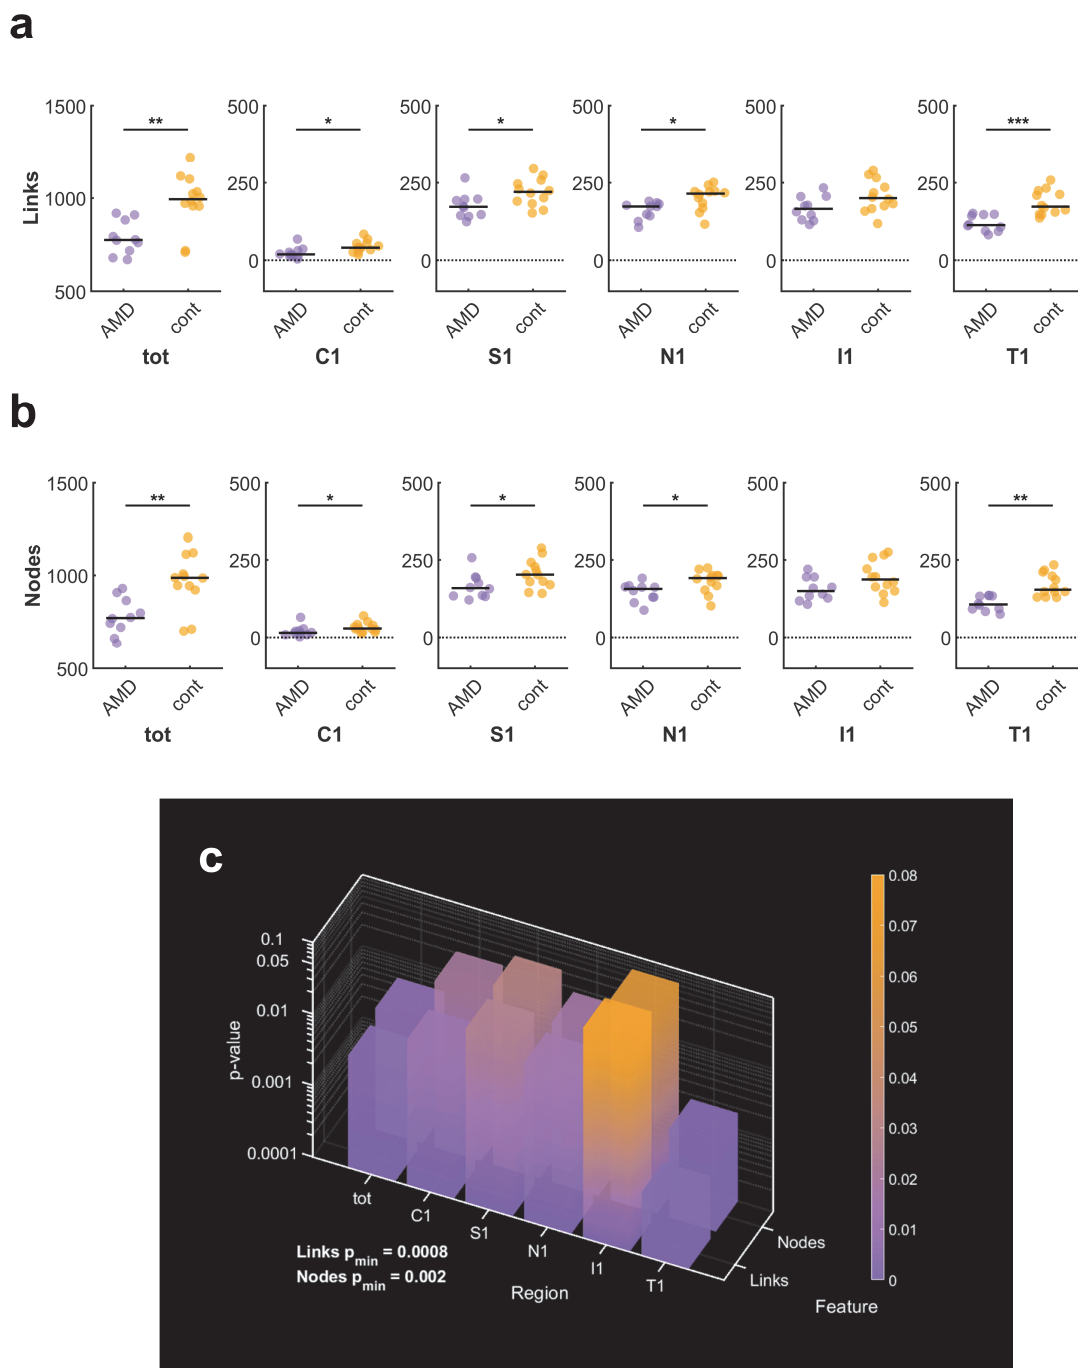 a
1500 500 500 500 500 500
** * * * ***
Links
1000 250 250 250 250 250
0 0 0 0 0
500
AMD cont AMD cont AMD cont AMD cont AMD cont AMD cont
tot C1 S1 N1 I1 T1
b
1500 500 500 500 500 500
** * * * **
Nodes
1000 250 250 250 250 250
0 0 0 0 0
500
AMD cont AMD cont AMD cont AMD cont AMD cont AMD cont
tot C1 S1 N1 I1 T1
c
0.1
0.05
0.01
0.001
0.0001
p-value
tot
C1
S1
N1
I1
T1
Region
Links
Nodes
Feature
Links pmin = 0.0008
Nodes pmin = 0.002
0.08
0.07
0.06
0.05
0.04
0.03
0.02
0.01
0